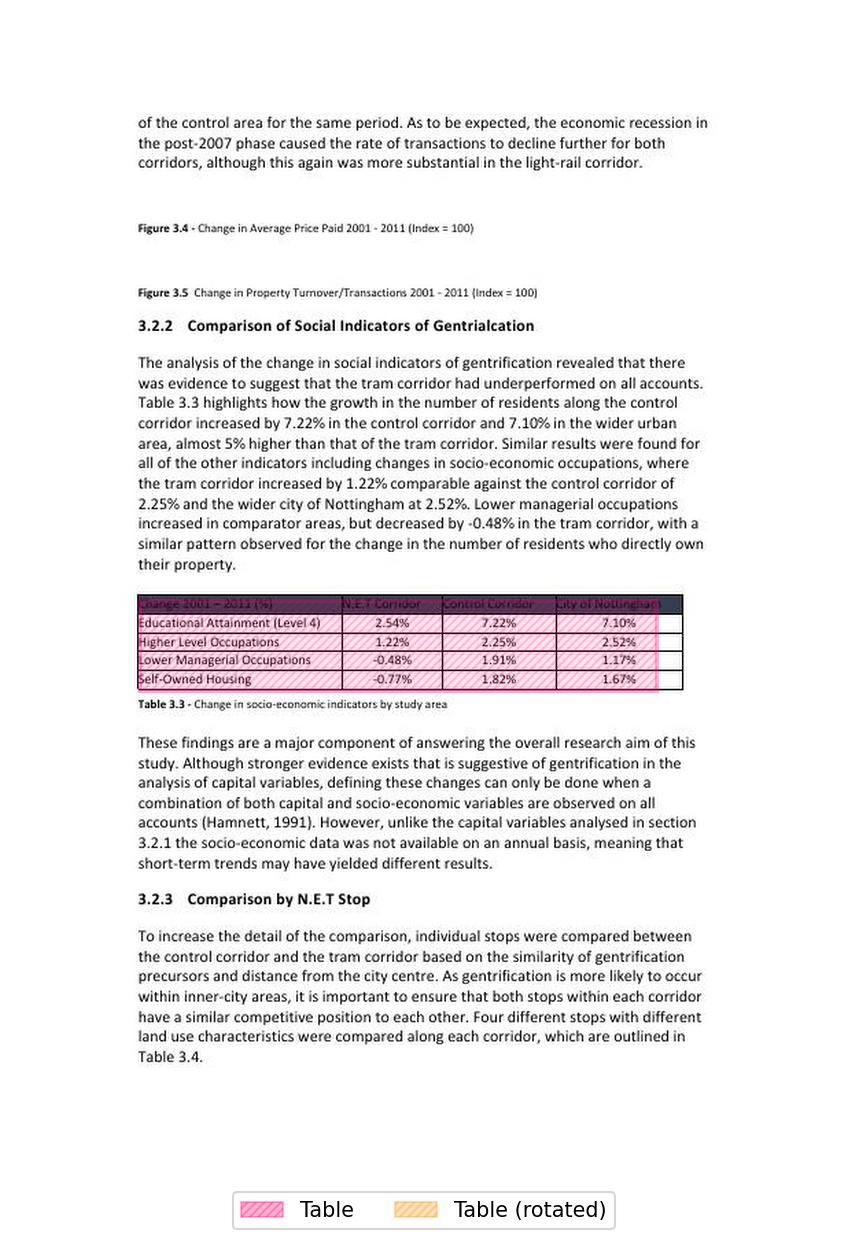 of the control area for the same period. As to be expected, the economic recession in
the post-2007 phase caused the rate of transactions to decline further for both
corridors, although this again was more substantial in the light-rail corridor.
Figure 3.4 - Change in Average Price Paid 2001 - 2011 (Index = 100)
Figure 3.5 Change in Property Turnover/Transactions 2001 - 2011 (Index = 100)
3.2.2 Comparison of Social Indicators of Gentrialcation
The analysis of the change in social indicators of gentrification revealed that there
was evidence to suggest that the tram corridor had underperformed on all accounts.
Table 3.3 highlights how the growth in the number of residents along the control
corridor increased by 7.22% in the control corridor and 7.10% in the wider urban
area, almost 5% higher than that of the tram corridor. Similar results were found for
all of the other indicators including changes in socio-economic occupations, where
the tram corridor increased by 1.22% comparable against the control corridor of
2.25% and the wider city of Nottingham at 2.52%. Lower managerial occupations
increased in comparator areas, but decreased by -0.48% in the tram corridor, with a
similar pattern observed for the change in the number of residents who directly own
their property.
Change 2001 – 2011 (%) N.E.T Corridor Control Corridor City of Nottingham
Educational Attainment (Level 4) 2.54% 7.22% 7.10%
Higher Level Occupations 1.22% 2.25% 2.52%
Lower Managerial Occupations -0.48% 1.91% 1.17%
Self-Owned Housing -0.77% 1.82% 1.67%
Table 3.3 - Change in socio-economic indicators by study area
These findings are a major component of answering the overall research aim of this
study. Although stronger evidence exists that is suggestive of gentrification in the
analysis of capital variables, defining these changes can only be done when a
combination of both capital and socio-economic variables are observed on all
accounts (Hamnett, 1991). However, unlike the capital variables analysed in section
3.2.1 the socio-economic data was not available on an annual basis, meaning that
short-term trends may have yielded different results.
3.2.3 Comparison by N.E.T Stop
To increase the detail of the comparison, individual stops were compared between
the control corridor and the tram corridor based on the similarity of gentrification
precursors and distance from the city centre. As gentrification is more likely to occur
within inner-city areas, it is important to ensure that both stops within each corridor
have a similar competitive position to each other. Four different stops with different
land use characteristics were compared along each corridor, which are outlined in
Table 3.4.
Table Table (rotated)